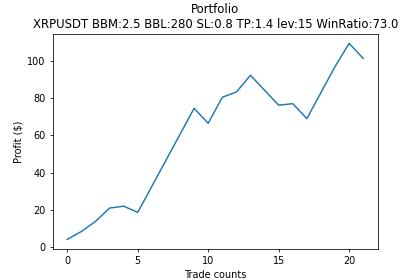 Portfolio
XRPUSDT BBM:2.5 BBL:280 SL:0.8 TP:1.4 lev:15 WinRatio:73.0
100
80
60
40
20
0
Profit ($)
0 5 10 15 20
Trade counts